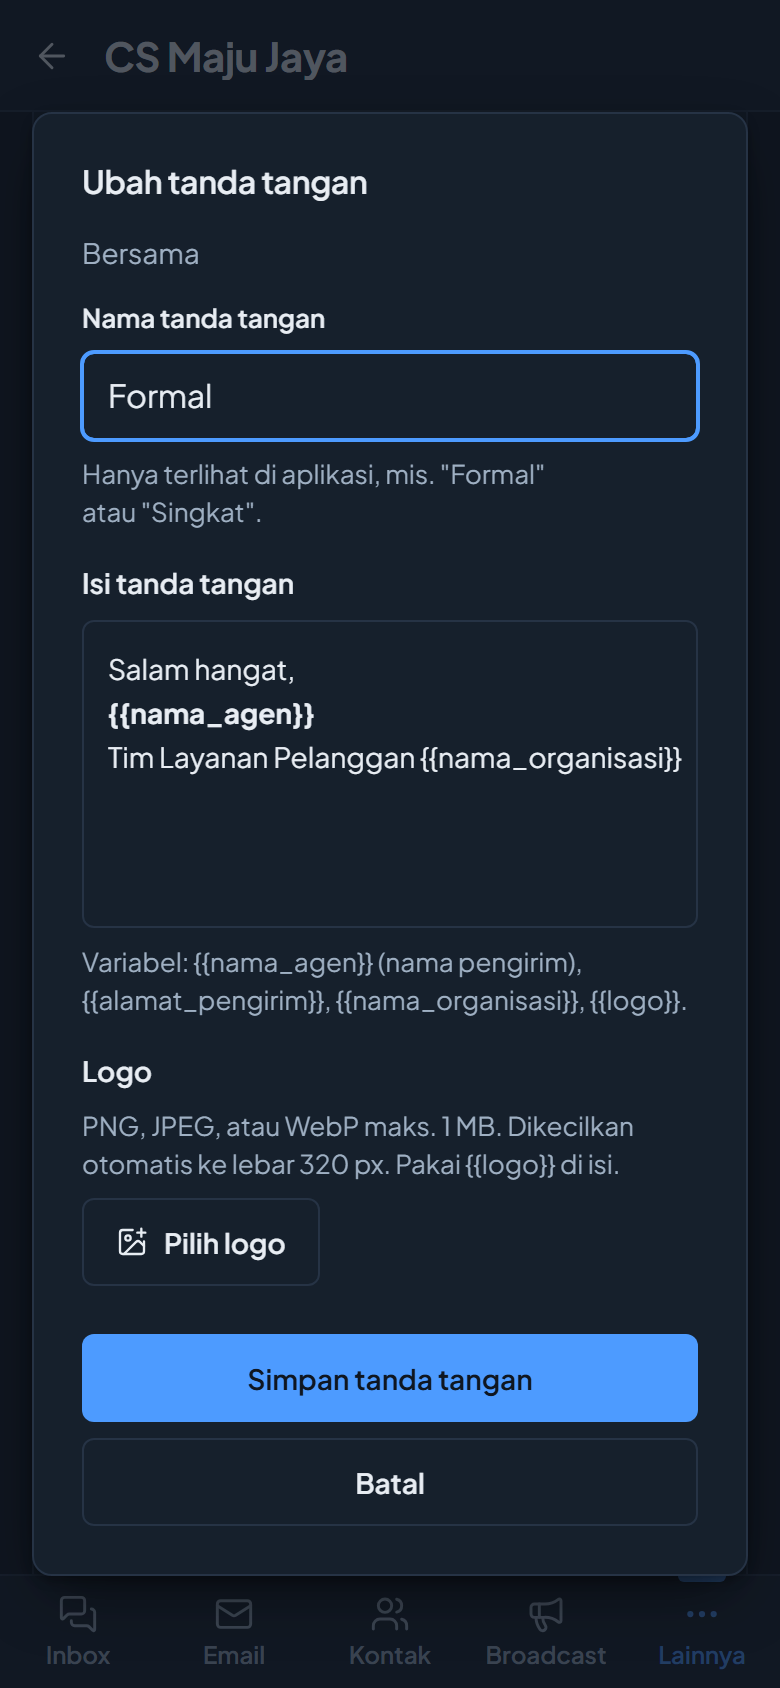 CS Maju Jaya
Ubah tanda tangan
Bersama
Nama tanda tangan
Formal
Hanya terlihat di aplikasi, mis. "Formal"
atau "Singkat".
Isi tanda tangan
Salam hangat,
{{nama_agen}}
Tim Layanan Pelanggan {{nama_organisasi}}
Variabel: {{nama_agen}} (nama pengirim),
{{alamat_pengirim}}, {{nama_organisasi}}, {{logo}}.
Logo
PNG, JPEG, atau WebP maks. 1 MB. Dikecilkan
otomatis ke lebar 320 px. Pakai {{logo}} di isi.
Pilih logo
Simpan tanda tangan
Batal
Inbox Email Kontak Broadcast Lainnya